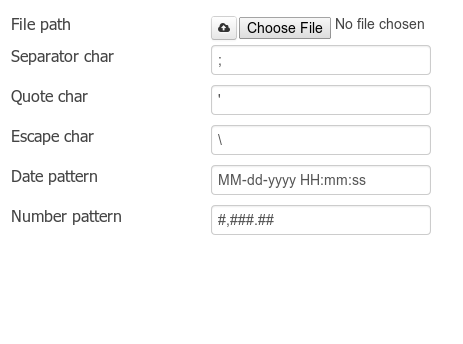 File path Choose File No file chosen
Separator char ;
Quote char '
Escape char \
Date pattern MM-dd-yyyy HH:mm:ss
Number pattern #,###.##